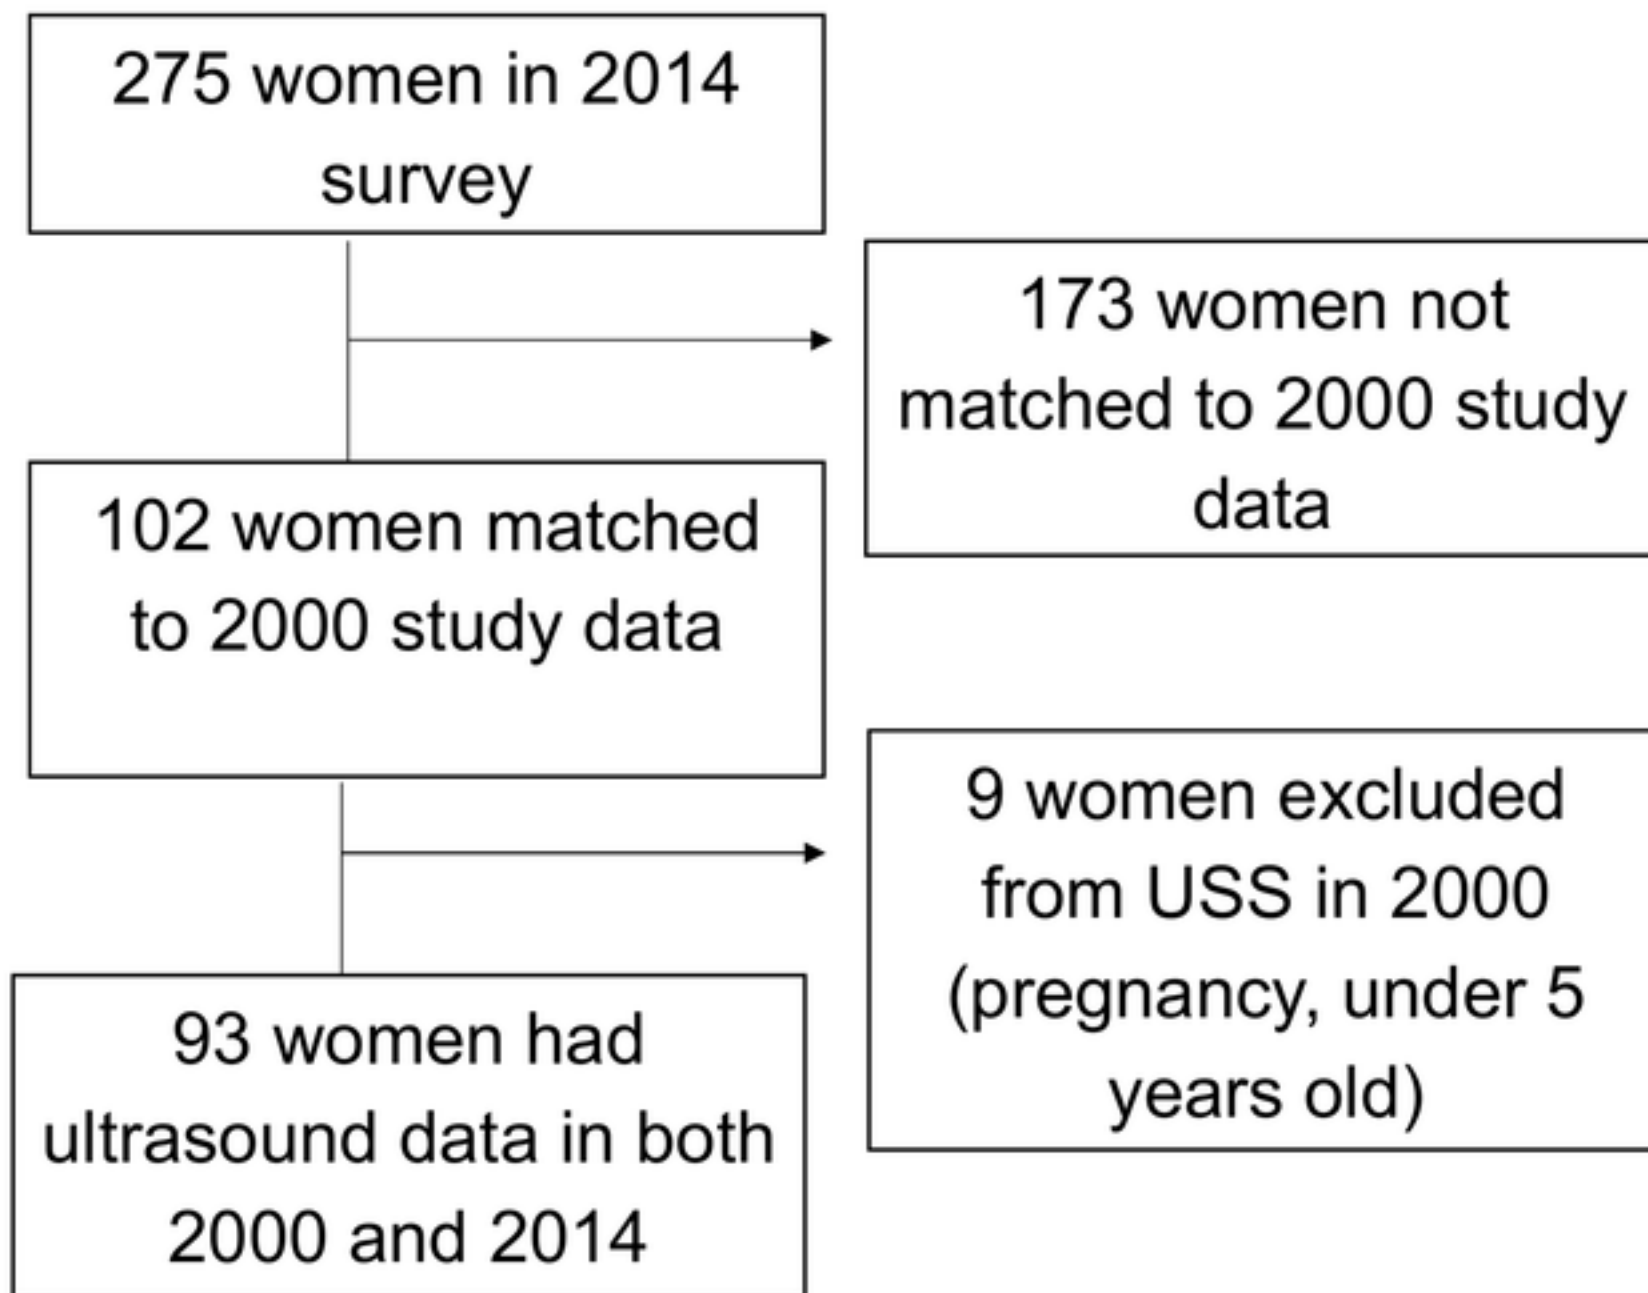 275 women in 2014
survey
173 women not
matched to 2000 study
data
102 women matched
to 2000 study data
9 women excluded
from USS in 2000
(pregnancy, under 5
years old)
93 women had
ultrasound data in both
2000 and 2014